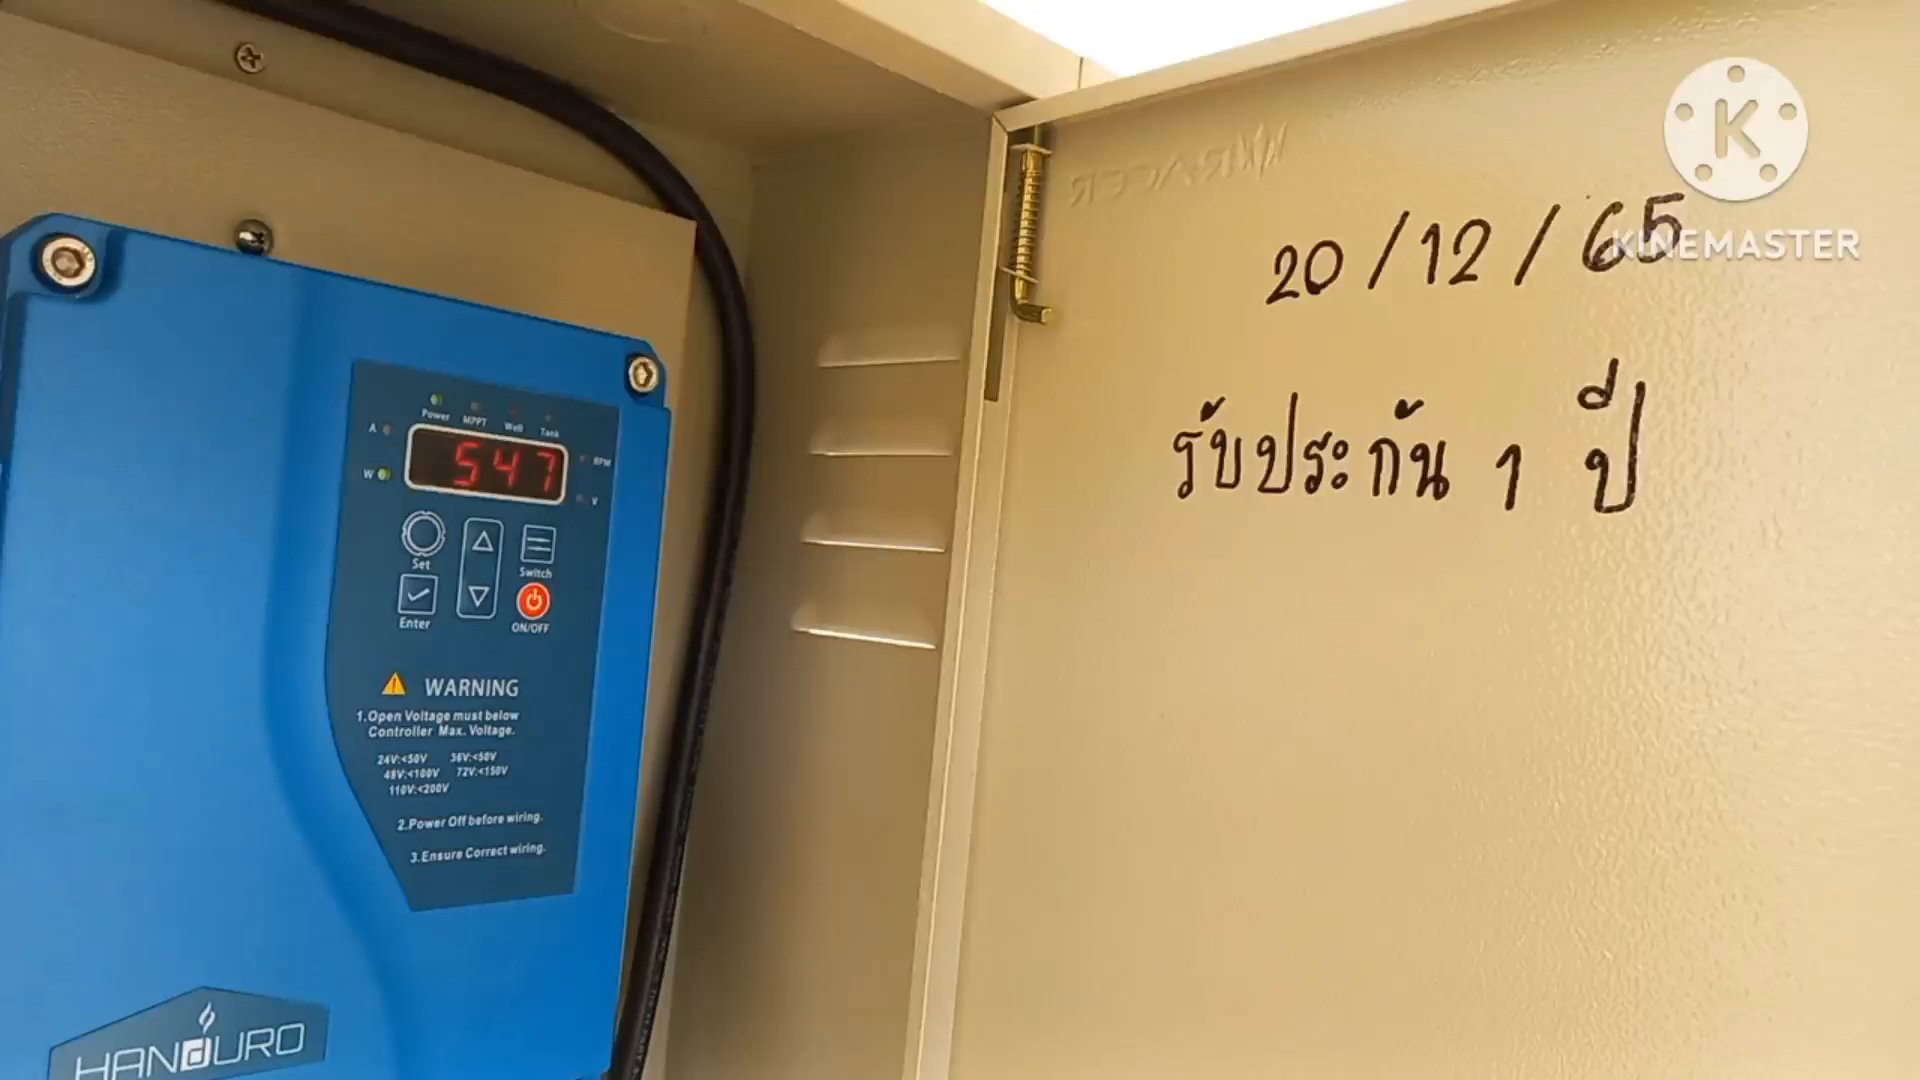 KINEMASTER
20/12/65
รับประกัน 1 ปี
Power MPPT Well Tank
A
547
RPM
W
V
Set
Switch
Enter
ON/OFF
WARNING
1.Open Voltage must below
Controller Max. Voltage.
24V:<50V 36V:<50V
48V:<100V 72V:<150V
110V:<200V
2.Power Off before wiring.
3.Ensure Correct wiring.
HANDURO